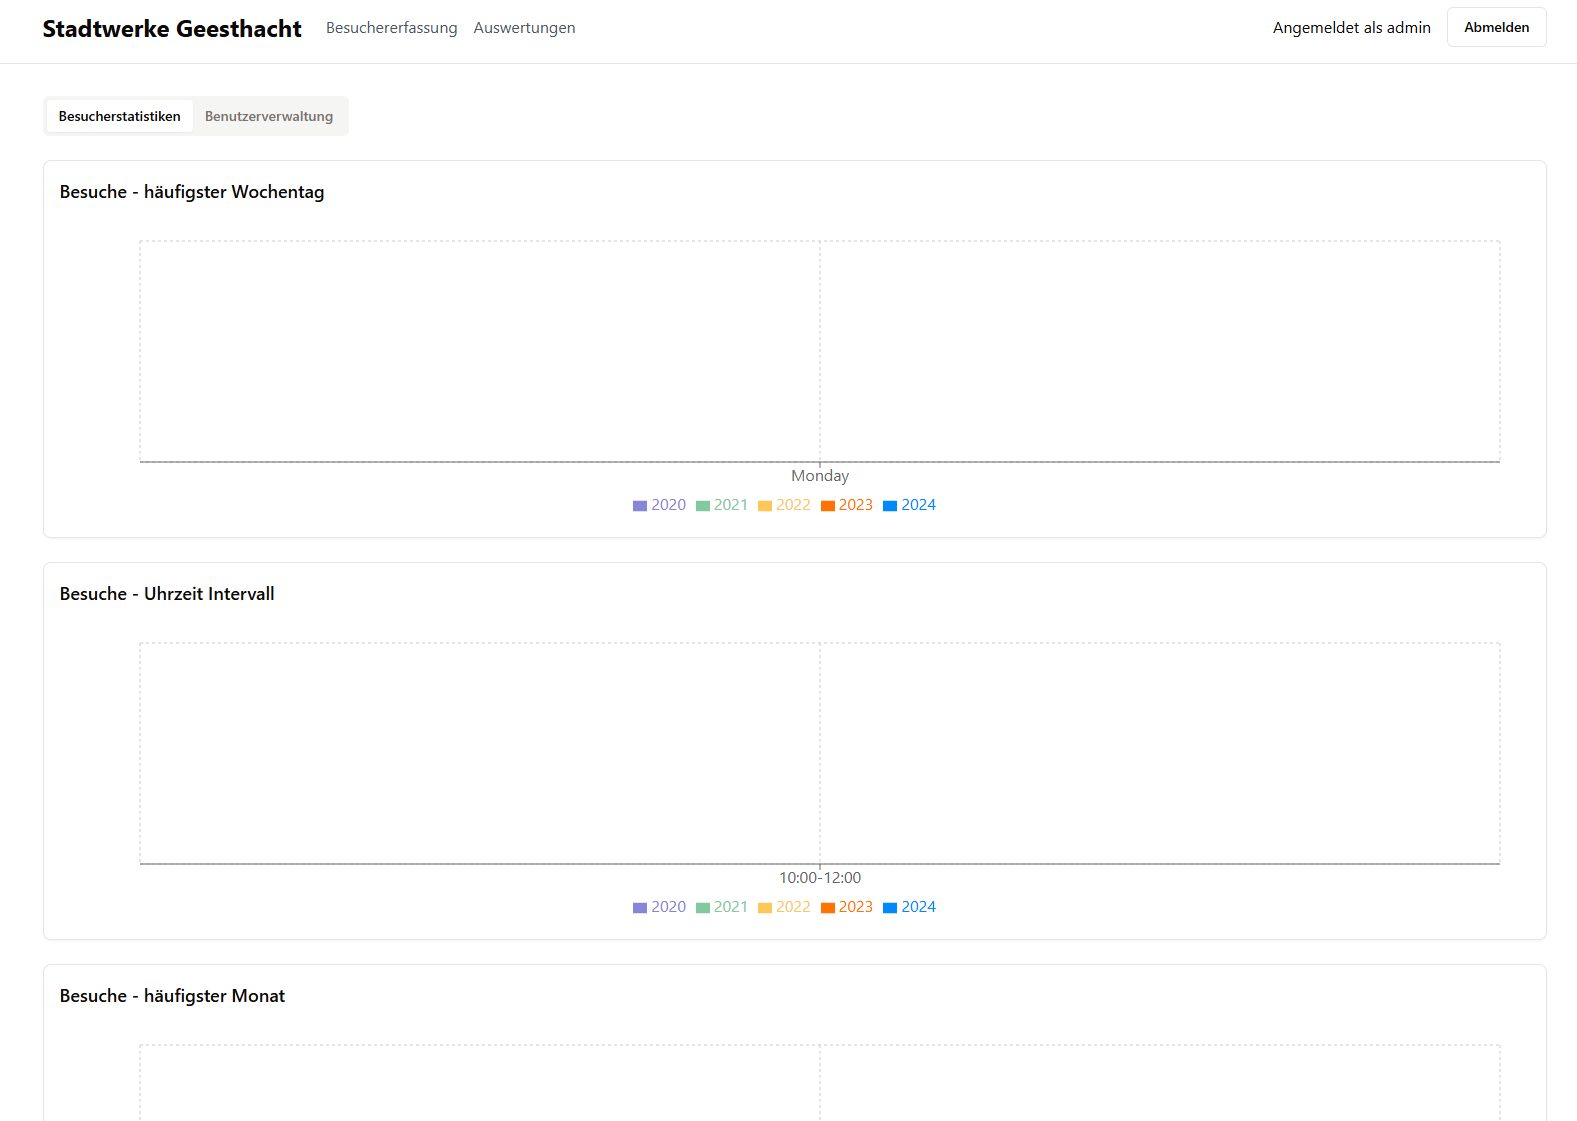 Stadtwerke Geesthacht Besuchererfassung Auswertungen Angemeldet als admin Abmelden
Besucherstatistiken Benutzerverwaltung
Besuche - häufigster Wochentag
Monday
2020 2021 2022 2023 2024
Besuche - Uhrzeit Intervall
10:00-12:00
2020 2021 2022 2023 2024
Besuche - häufigster Monat